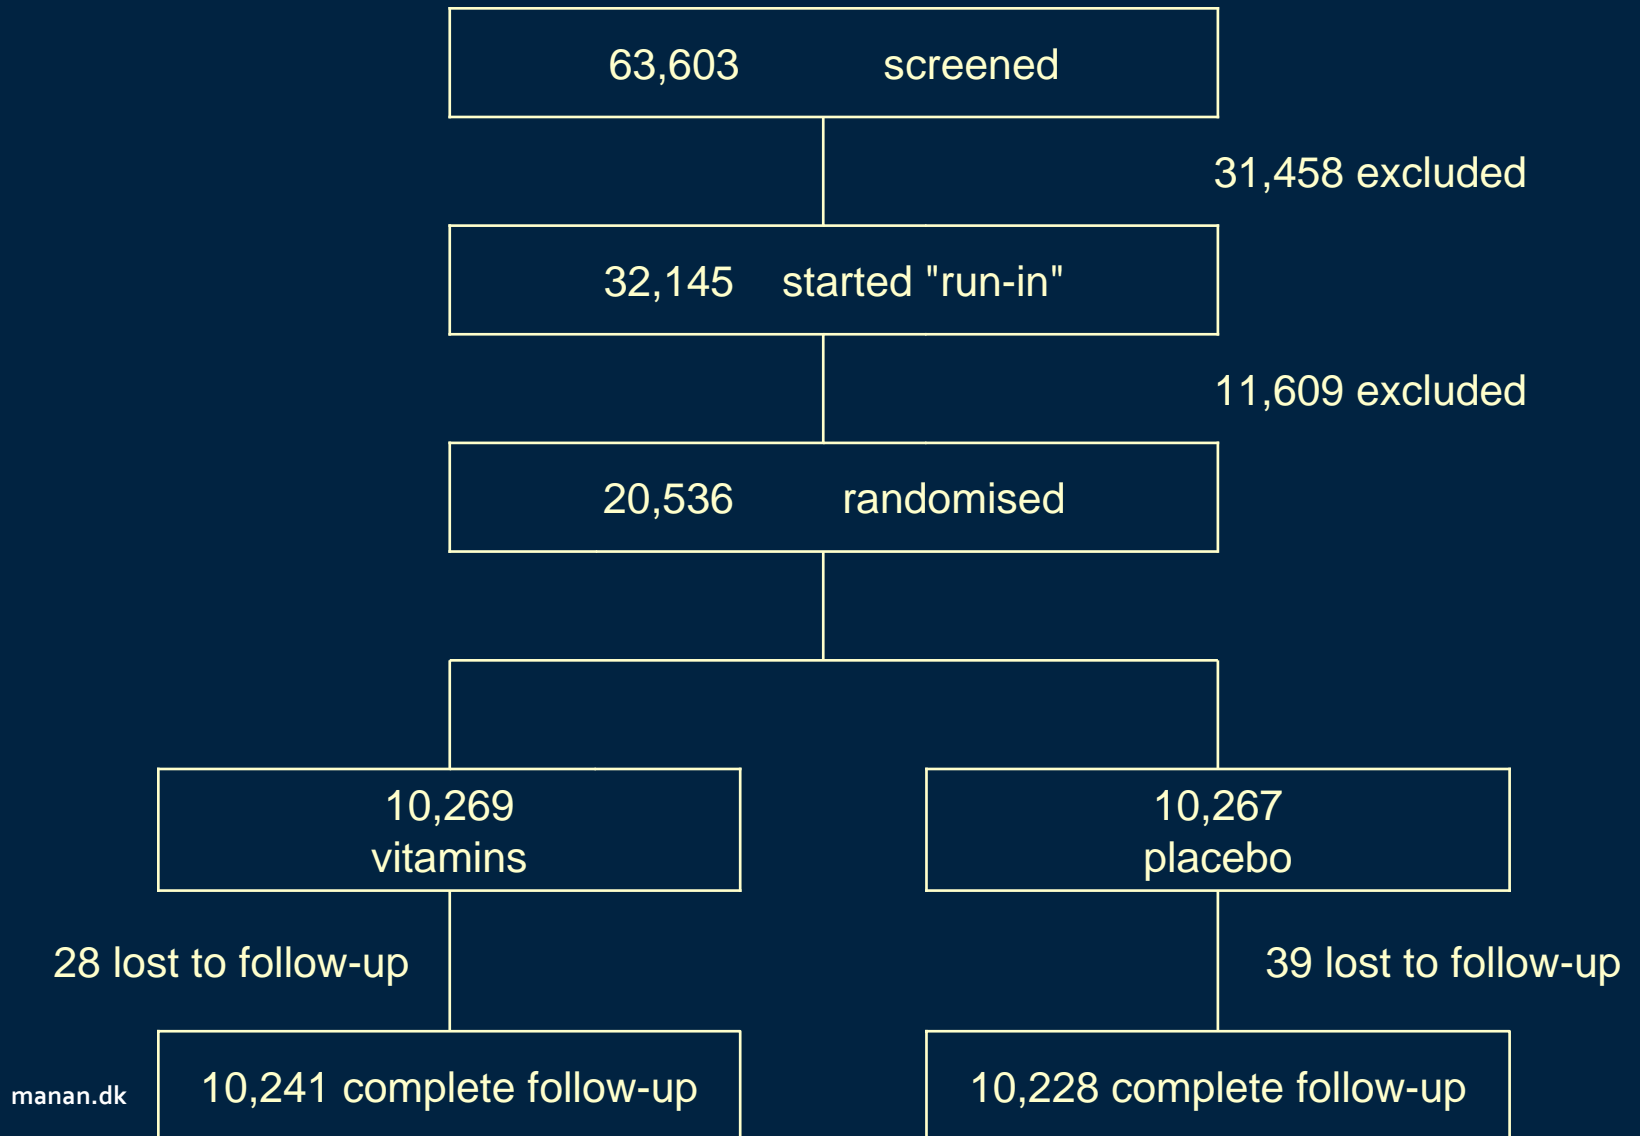 63,603 screened
31,458 excluded
32,145 started "run-in"
11,609 excluded
20,536 randomised
10,269
vitamins
10,267
placebo
28 lost to follow-up
39 lost to follow-up
10,241 complete follow-up
10,228 complete follow-up
manan.dk